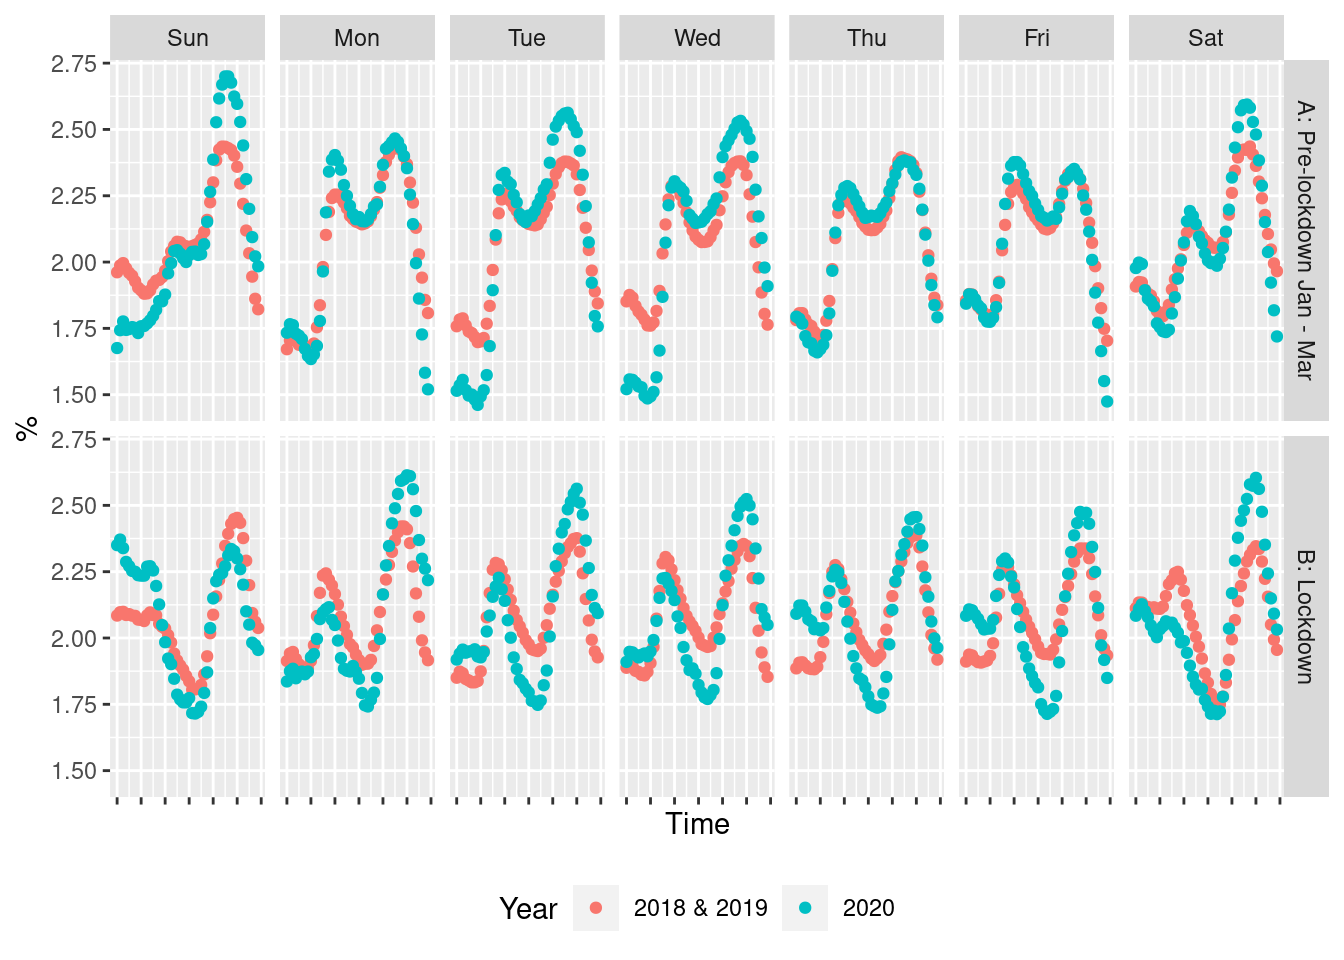 Sun Mon Tue Wed Thu Fri Sat
2.75
2.50
2.25
2.00
1.75
1.50
A: Pre-lockdown Jan - Mar
%
2.75
2.50
2.25
2.00
1.75
1.50
B: Lockdown
Time
Year 2018 & 2019 2020